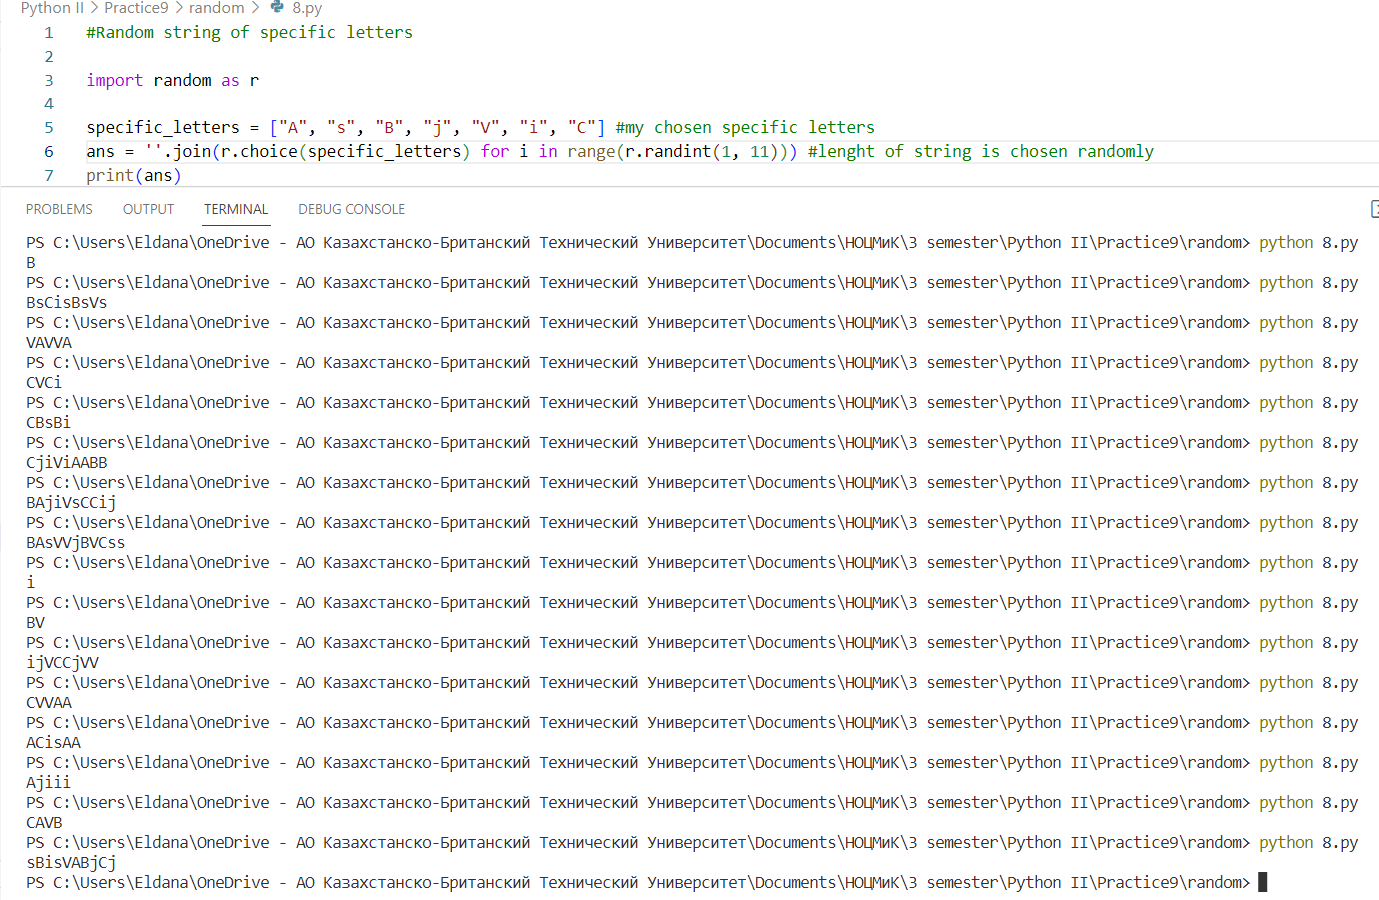 Python II > Practice9 > random > 8.py
1 #Random string of specific letters
2
3 import random as r
4
5 specific_letters = ["A", "s", "B", "j", "V", "i", "C"] #my chosen specific letters
6 ans = ''.join(r.choice(specific_letters) for i in range(r.randint(1, 11))) #lenght of string is chosen randomly
7 print(ans)
PROBLEMS OUTPUT TERMINAL DEBUG CONSOLE
PS C:\Users\Eldana\OneDrive - АО Казахстанско-Британский Технический Университет\Documents\НОЦМиК\3 semester\Python II\Practice9\random> python 8.py
B
PS C:\Users\Eldana\OneDrive - АО Казахстанско-Британский Технический Университет\Documents\НОЦМиК\3 semester\Python II\Practice9\random> python 8.py
BsCisBsVs
PS C:\Users\Eldana\OneDrive - АО Казахстанско-Британский Технический Университет\Documents\НОЦМиК\3 semester\Python II\Practice9\random> python 8.py
VAVVA
PS C:\Users\Eldana\OneDrive - АО Казахстанско-Британский Технический Университет\Documents\НОЦМиК\3 semester\Python II\Practice9\random> python 8.py
CVCi
PS C:\Users\Eldana\OneDrive - АО Казахстанско-Британский Технический Университет\Documents\НОЦМиК\3 semester\Python II\Practice9\random> python 8.py
CBsBi
PS C:\Users\Eldana\OneDrive - АО Казахстанско-Британский Технический Университет\Documents\НОЦМиК\3 semester\Python II\Practice9\random> python 8.py
CjiViAABB
PS C:\Users\Eldana\OneDrive - АО Казахстанско-Британский Технический Университет\Documents\НОЦМиК\3 semester\Python II\Practice9\random> python 8.py
BAjiVsCCij
PS C:\Users\Eldana\OneDrive - АО Казахстанско-Британский Технический Университет\Documents\НОЦМиК\3 semester\Python II\Practice9\random> python 8.py
BAsVVjBVCss
PS C:\Users\Eldana\OneDrive - АО Казахстанско-Британский Технический Университет\Documents\НОЦМиК\3 semester\Python II\Practice9\random> python 8.py
i
PS C:\Users\Eldana\OneDrive - АО Казахстанско-Британский Технический Университет\Documents\НОЦМиК\3 semester\Python II\Practice9\random> python 8.py
BV
PS C:\Users\Eldana\OneDrive - АО Казахстанско-Британский Технический Университет\Documents\НОЦМиК\3 semester\Python II\Practice9\random> python 8.py
ijVCCjVV
PS C:\Users\Eldana\OneDrive - АО Казахстанско-Британский Технический Университет\Documents\НОЦМиК\3 semester\Python II\Practice9\random> python 8.py
CVVAA
PS C:\Users\Eldana\OneDrive - АО Казахстанско-Британский Технический Университет\Documents\НОЦМиК\3 semester\Python II\Practice9\random> python 8.py
ACisAA
PS C:\Users\Eldana\OneDrive - АО Казахстанско-Британский Технический Университет\Documents\НОЦМиК\3 semester\Python II\Practice9\random> python 8.py
Ajiii
PS C:\Users\Eldana\OneDrive - АО Казахстанско-Британский Технический Университет\Documents\НОЦМиК\3 semester\Python II\Practice9\random> python 8.py
CAVB
PS C:\Users\Eldana\OneDrive - АО Казахстанско-Британский Технический Университет\Documents\НОЦМиК\3 semester\Python II\Practice9\random> python 8.py
sBisVABjCj
PS C:\Users\Eldana\OneDrive - АО Казахстанско-Британский Технический Университет\Documents\НОЦМиК\3 semester\Python II\Practice9\random>